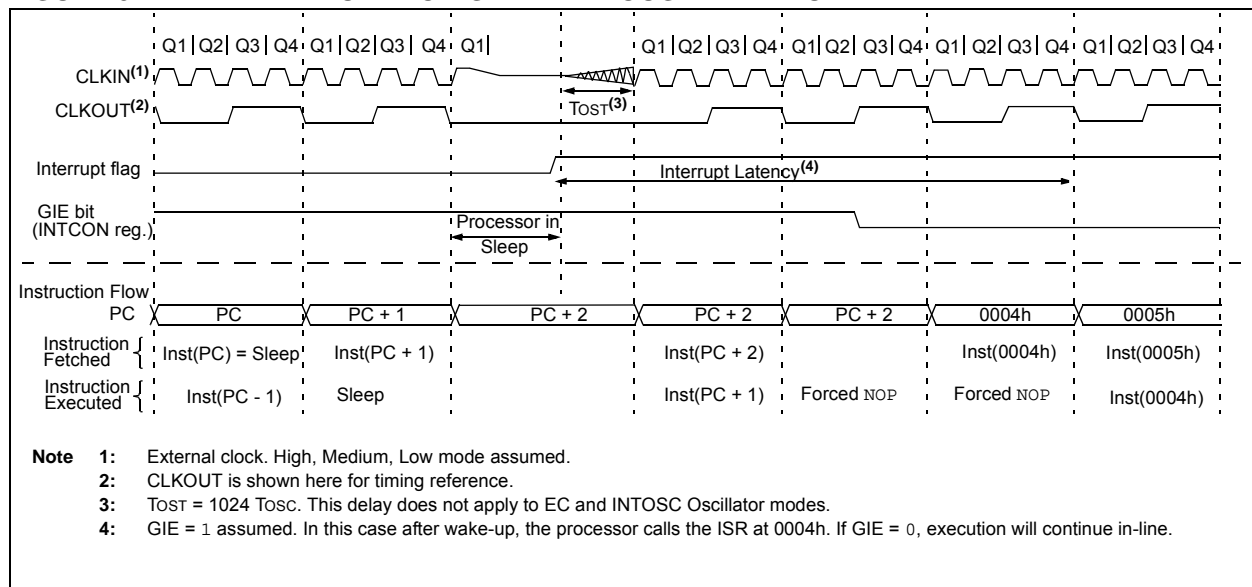 Q1 Q2 Q3 Q4 Q1 Q2 Q3 Q4 Q1 Q1 Q2 Q3 Q4 Q1 Q2 Q3 Q4 Q1 Q2 Q3 Q4 Q1 Q2 Q3 Q4
CLKIN(1)
CLKOUT(2)
TOST(3)
Interrupt flag
Interrupt Latency(4)
GIE bit
(INTCON reg.)
Processor in
Sleep
Instruction Flow
PC PC PC + 1 PC + 2 PC + 2 PC + 2 0004h 0005h
Instruction
Fetched
Inst(PC) = Sleep Inst(PC + 1) Inst(PC + 2) Inst(0004h) Inst(0005h)
Instruction
Executed
Inst(PC - 1) Sleep Inst(PC + 1) Forced NOP Forced NOP Inst(0004h)
Note 1: External clock. High, Medium, Low mode assumed.
2: CLKOUT is shown here for timing reference.
3: TOST = 1024 TOSC. This delay does not apply to EC and INTOSC Oscillator modes.
4: GIE = 1 assumed. In this case after wake-up, the processor calls the ISR at 0004h. If GIE = 0, execution will continue in-line.